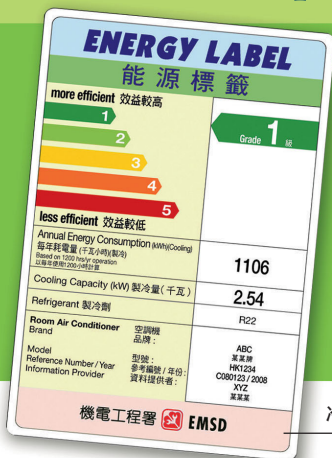 ENERGY LABEL
能源標籤
more efficient 效益較高
1
2
3
4
5
Grade 1 級
less efficient 效益較低
Annual Energy Consumption (kWh)(Cooling)
每年耗電量 (千瓦小時)(製冷)
Based on 1200 hrs/yr operation
以每年使用1200小時計算
1106
Cooling Capacity (kW) 製冷量(千瓦)
2.54
Refrigerant 製冷劑
R22
Room Air Conditioner 空調機
Brand 品牌:
ABC
某某牌
Model 型號:
HK1234
Reference Number / Year 參考編號 / 年份:
C080123 / 2008
Information Provider 資料提供者:
XYZ
某某某
機電工程署 EMSD